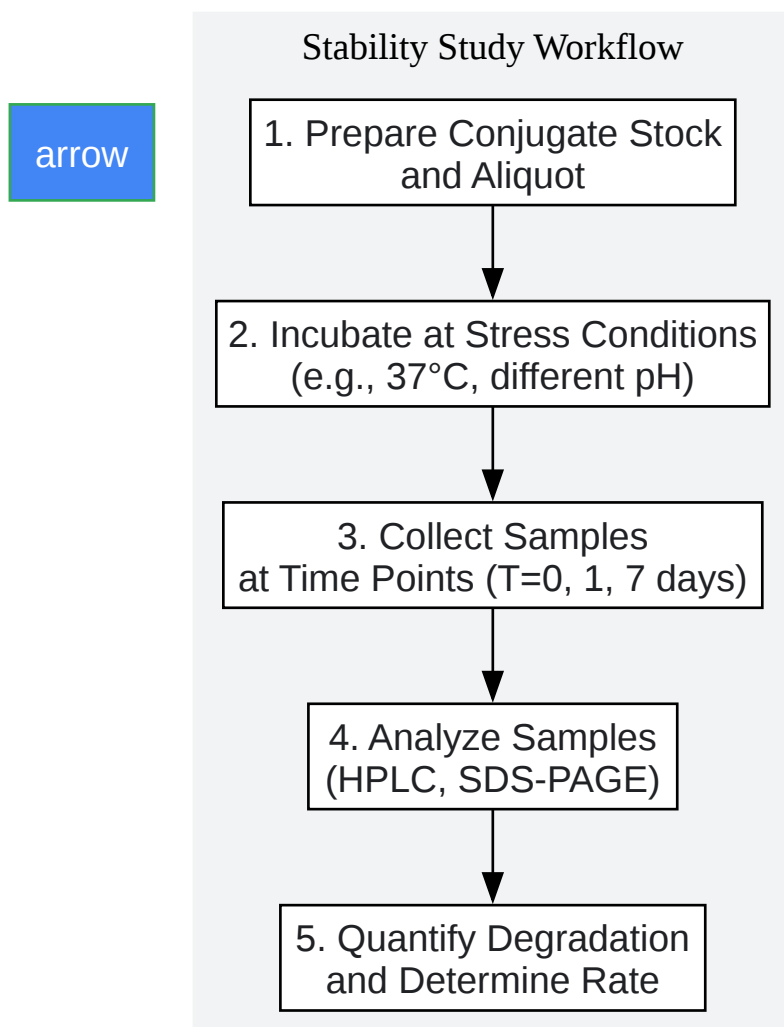 Stability Study Workflow
arrow
1. Prepare Conjugate Stock
and Aliquot
2. Incubate at Stress Conditions
(e.g., 37°C, different pH)
3. Collect Samples
at Time Points (T=0, 1, 7 days)
4. Analyze Samples
(HPLC, SDS-PAGE)
5. Quantify Degradation
and Determine Rate